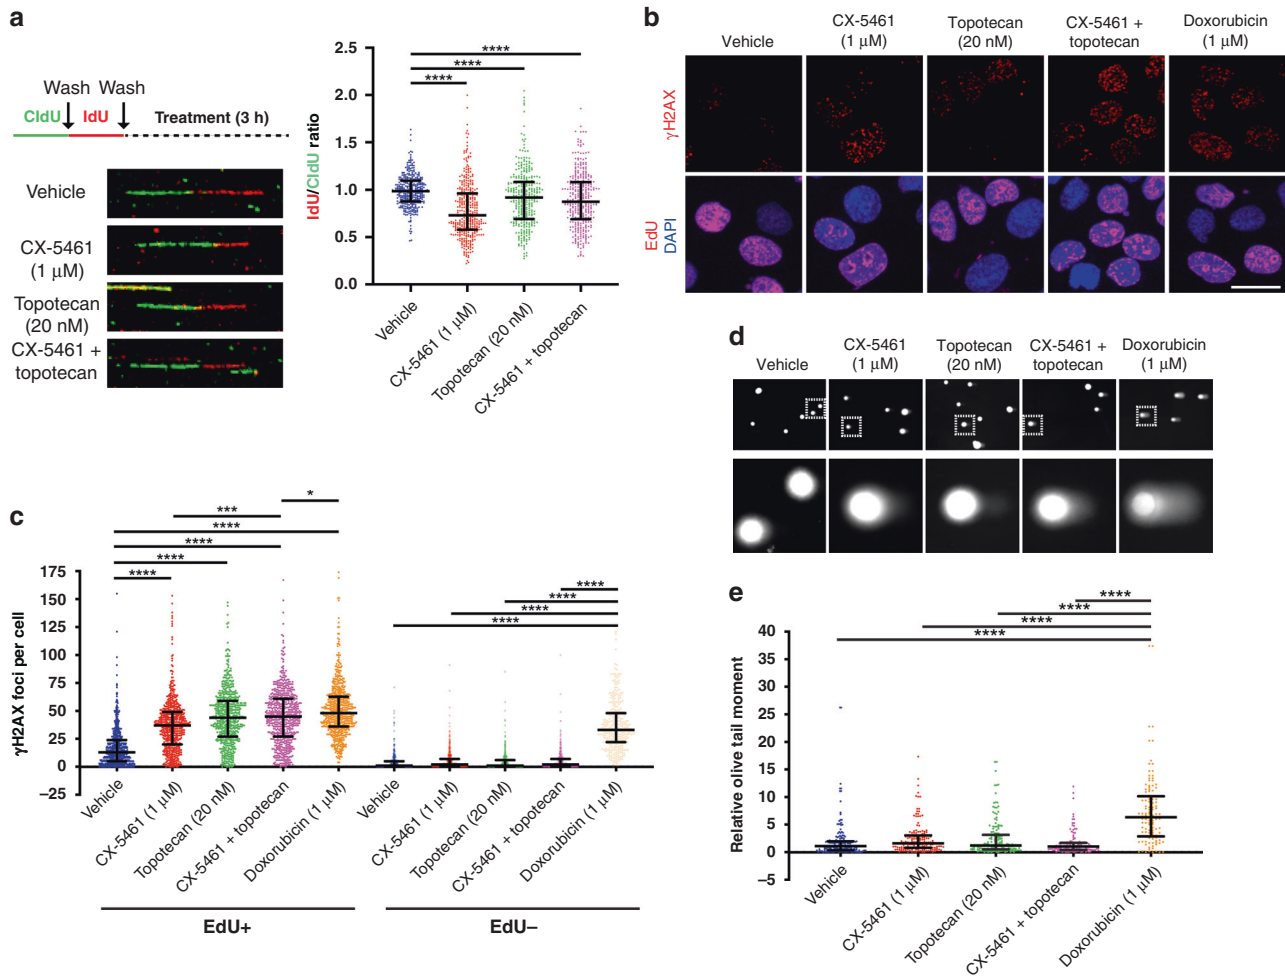 a
Wash Wash
CldU IdU Treatment (3 h)
Vehicle
CX-5461
(1 μM)
Topotecan
(20 nM)
CX-5461 +
topotecan
IdU/CldU ratio
2.5
2.0
1.5
1.0
0.5
0.0
****
****
****
Vehicle
CX-5461 (1 μM)
Topotecan (20 nM)
CX-5461 + topotecan
b
Vehicle
CX-5461
(1 μM)
Topotecan
(20 nM)
CX-5461 +
topotecan
Doxorubicin
(1 μM)
γH2AX
EdU
DAPI
c
γH2AX foci per cell
175
150
125
100
75
50
25
0
–25
*
***
****
****
****
****
****
****
****
****
Vehicle
CX-5461 (1 μM)
Topotecan (20 nM)
CX-5461 + topotecan
Doxorubicin (1 μM)
Vehicle
CX-5461 (1 μM)
Topotecan (20 nM)
CX-5461 + topotecan
Doxorubicin (1 μM)
EdU+
EdU–
d
Vehicle
CX-5461
(1 μM)
Topotecan
(20 nM)
CX-5461 +
topotecan
Doxorubicin
(1 μM)
e
Relative olive tail moment
40
35
30
25
20
15
10
5
0
–5
****
****
****
****
Vehicle
CX-5461 (1 μM)
Topotecan (20 nM)
CX-5461 + topotecan
Doxorubicin (1 μM)